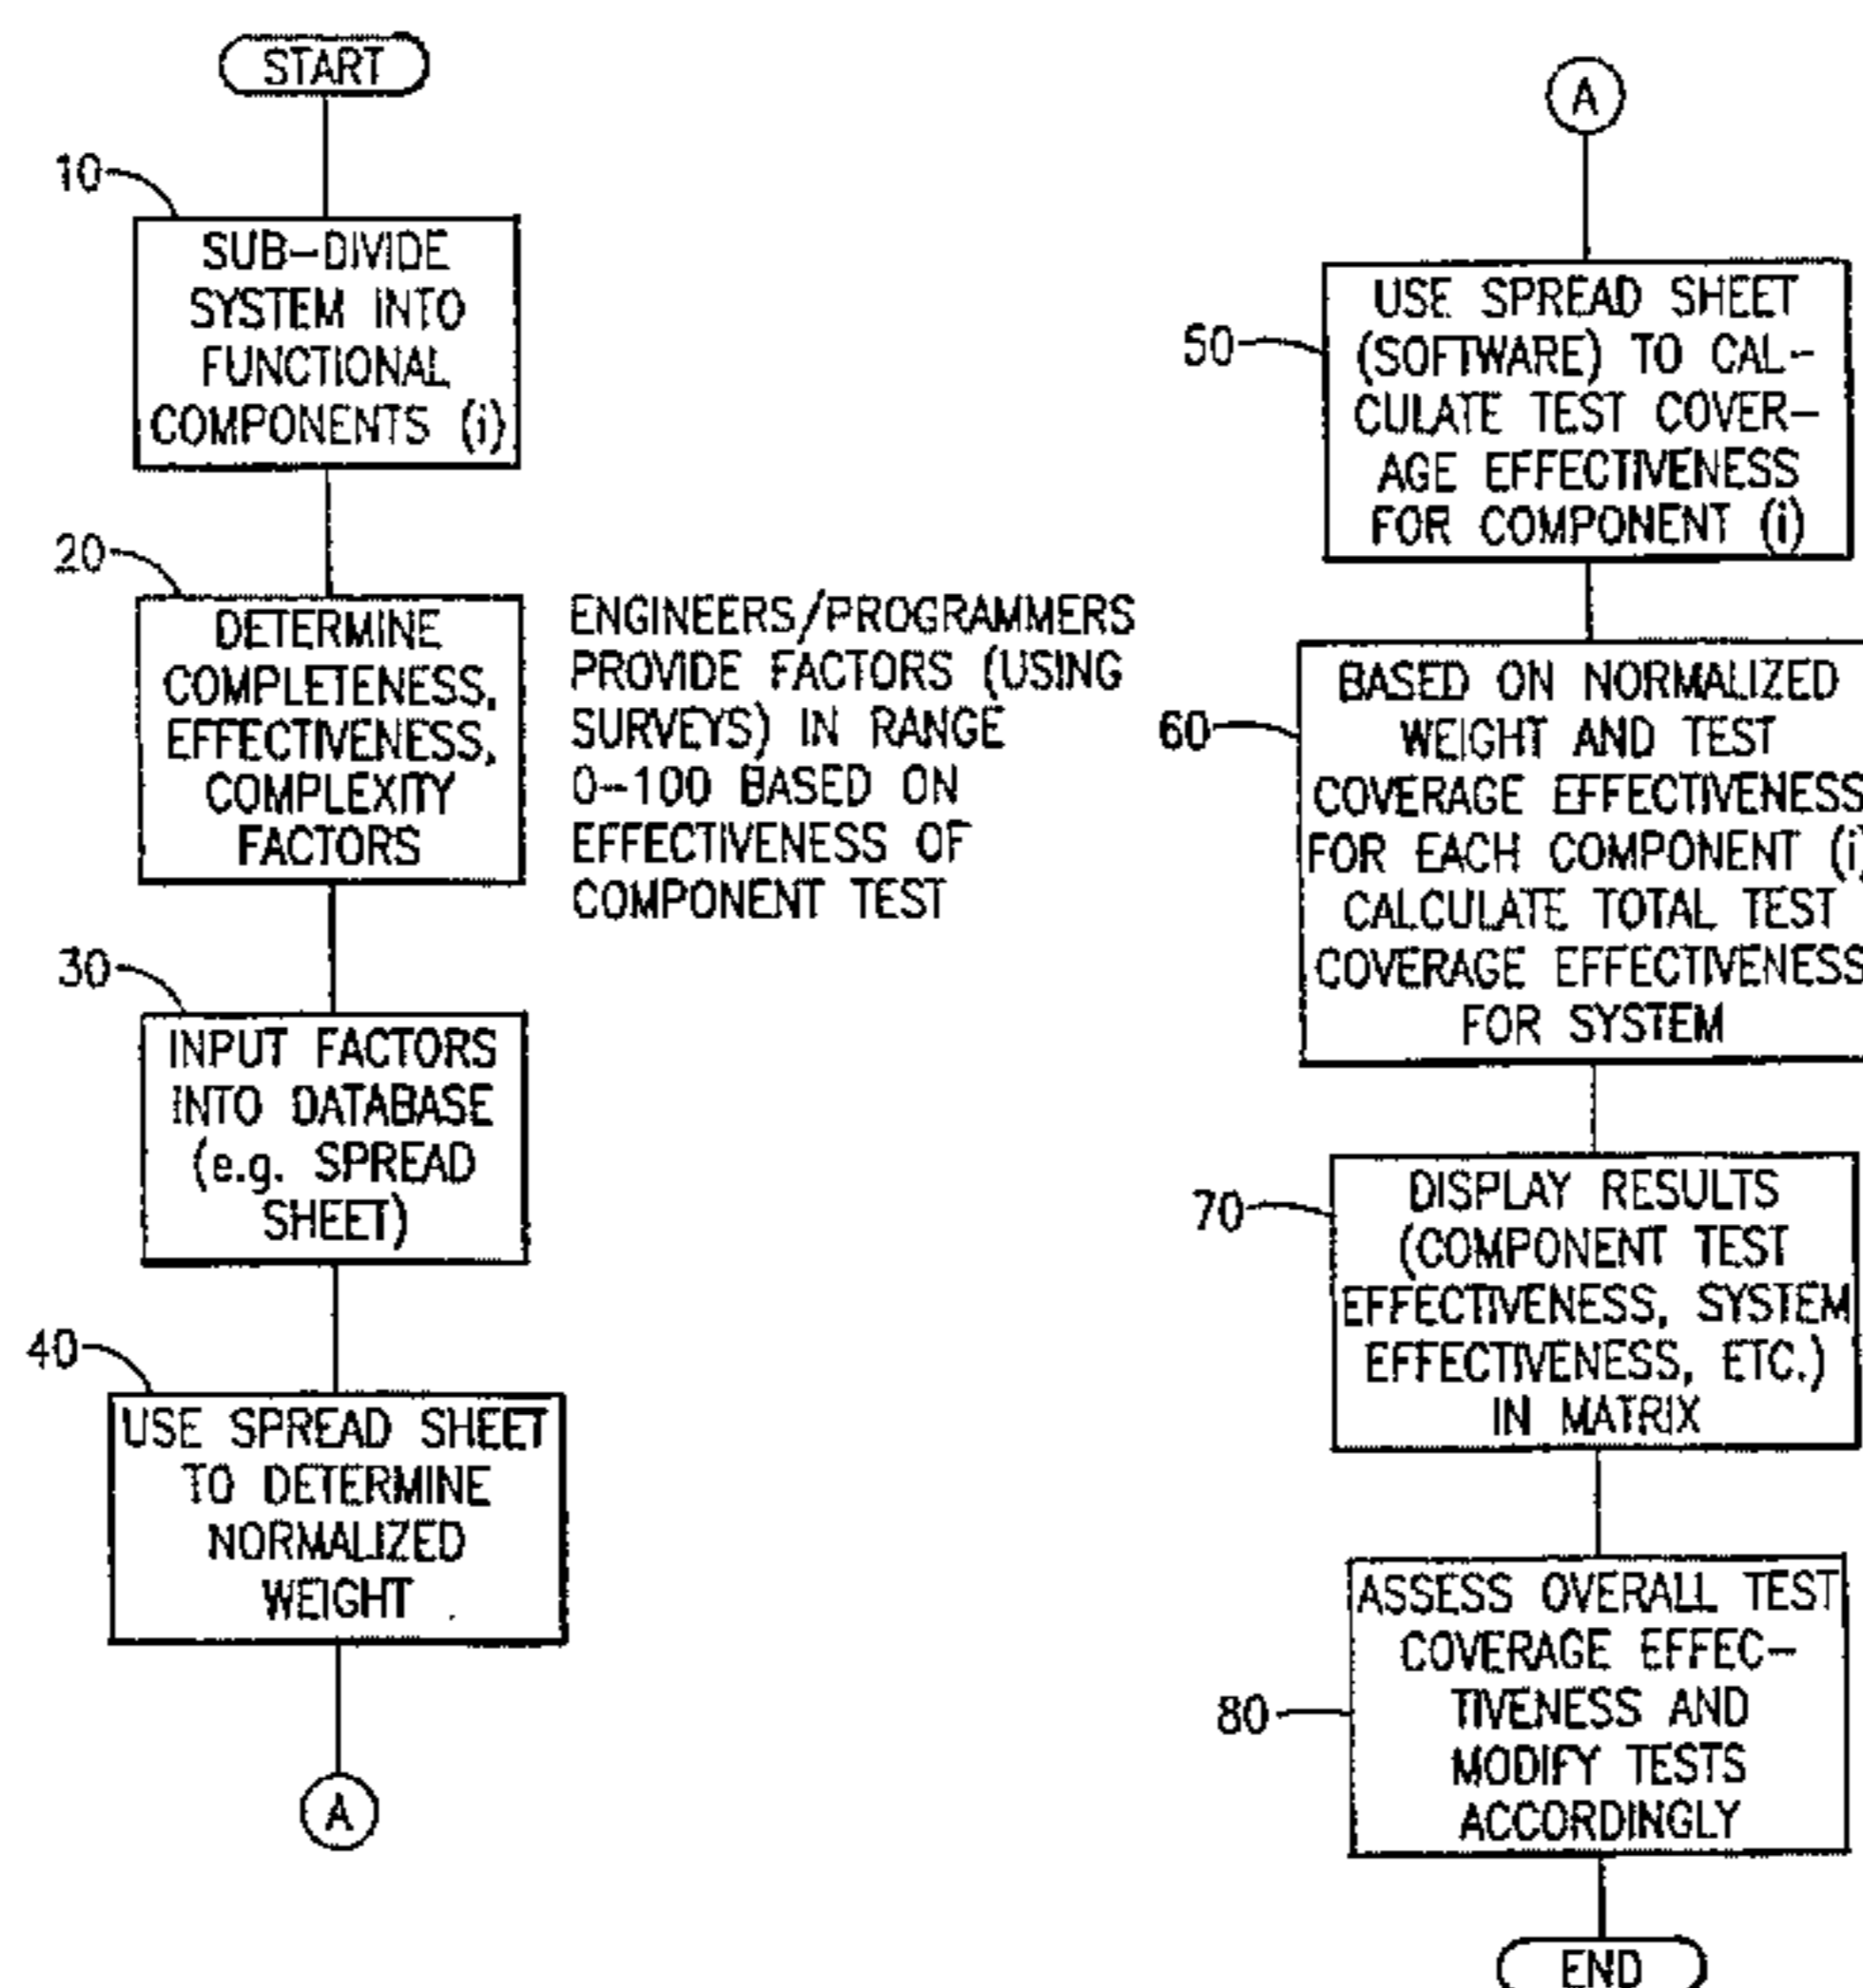 START
10
SUB-DIVIDE
SYSTEM INTO
FUNCTIONAL
COMPONENTS (i)
20
DETERMINE
COMPLETENESS,
EFFECTIVENESS,
COMPLEXITY
FACTORS
ENGINEERS/PROGRAMMERS
PROVIDE FACTORS (USING
SURVEYS) IN RANGE
0-100 BASED ON
EFFECTIVENESS OF
COMPONENT TEST
30
INPUT FACTORS
INTO DATABASE
(e.g. SPREAD
SHEET)
40
USE SPREAD SHEET
TO DETERMINE
NORMALIZED
WEIGHT
A
A
50
USE SPREAD SHEET
(SOFTWARE) TO CAL-
CULATE TEST COVER-
AGE EFFECTIVENESS
FOR COMPONENT (i)
60
BASED ON NORMALIZED
WEIGHT AND TEST
COVERAGE EFFECTIVENESS
FOR EACH COMPONENT (i)
CALCULATE TOTAL TEST
COVERAGE EFFECTIVENESS
FOR SYSTEM
70
DISPLAY RESULTS
(COMPONENT TEST
EFFECTIVENESS, SYSTEM
EFFECTIVENESS, ETC.)
IN MATRIX
80
ASSESS OVERALL TEST
COVERAGE EFFEC-
TIVENESS AND
MODIFY TESTS
ACCORDINGLY
END